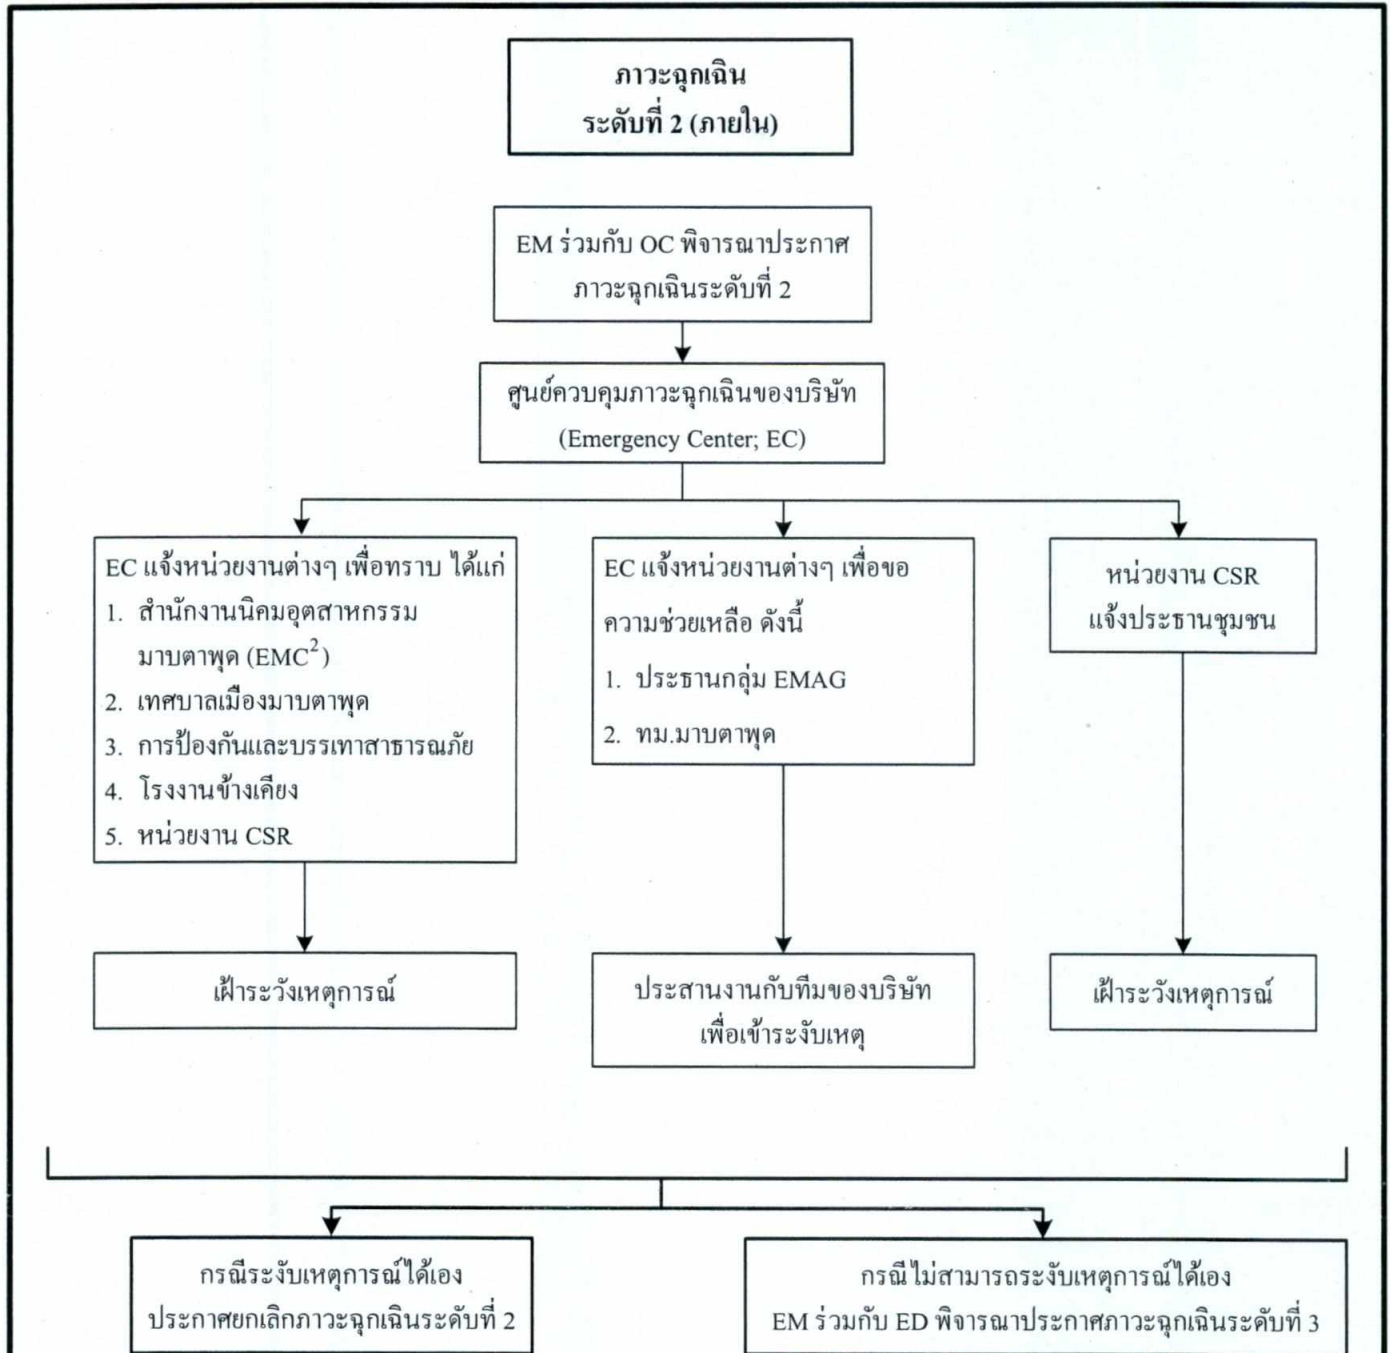 ภาวะฉุกเฉิน
ระดับที่ 2 (ภายใน)
EM ร่วมกับ OC พิจารณาประกาศ
ภาวะฉุกเฉินระดับที่ 2
ศูนย์ควบคุมภาวะฉุกเฉินของบริษัท
(Emergency Center; EC)
EC แจ้งหน่วยงานต่างๆ เพื่อทราบ ได้แก่
1. สำนักงานนิคมอุตสาหกรรม
มาบตาพุด (EMC²)
2. เทศบาลเมืองมาบตาพุด
3. การป้องกันและบรรเทาสาธารณภัย
4. โรงงานข้างเคียง
5. หน่วยงาน CSR
EC แจ้งหน่วยงานต่างๆ เพื่อขอ
ความช่วยเหลือ ดังนี้
1. ประธานกลุ่ม EMAG
2. ทม.มาบตาพุด
หน่วยงาน CSR
แจ้งประธานชุมชน
เฝ้าระวังเหตุการณ์
ประสานงานกับทีมของบริษัท
เพื่อเข้าระงับเหตุ
เฝ้าระวังเหตุการณ์
กรณีระงับเหตุการณ์ได้เอง
ประกาศยกเลิกภาวะฉุกเฉินระดับที่ 2
กรณีไม่สามารถระงับเหตุการณ์ได้เอง
EM ร่วมกับ ED พิจารณาประกาศภาวะฉุกเฉินระดับที่ 3